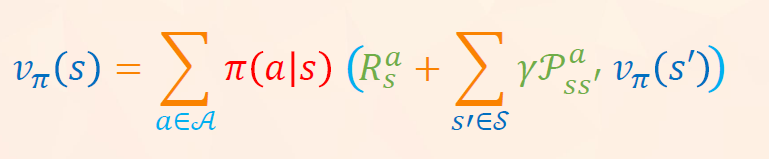 v_π(s) = ∑_{a∈𝒜} π(a|s) (R_s^a + ∑_{s′∈𝒮} γ𝒫_{ss′}^a v_π(s′))